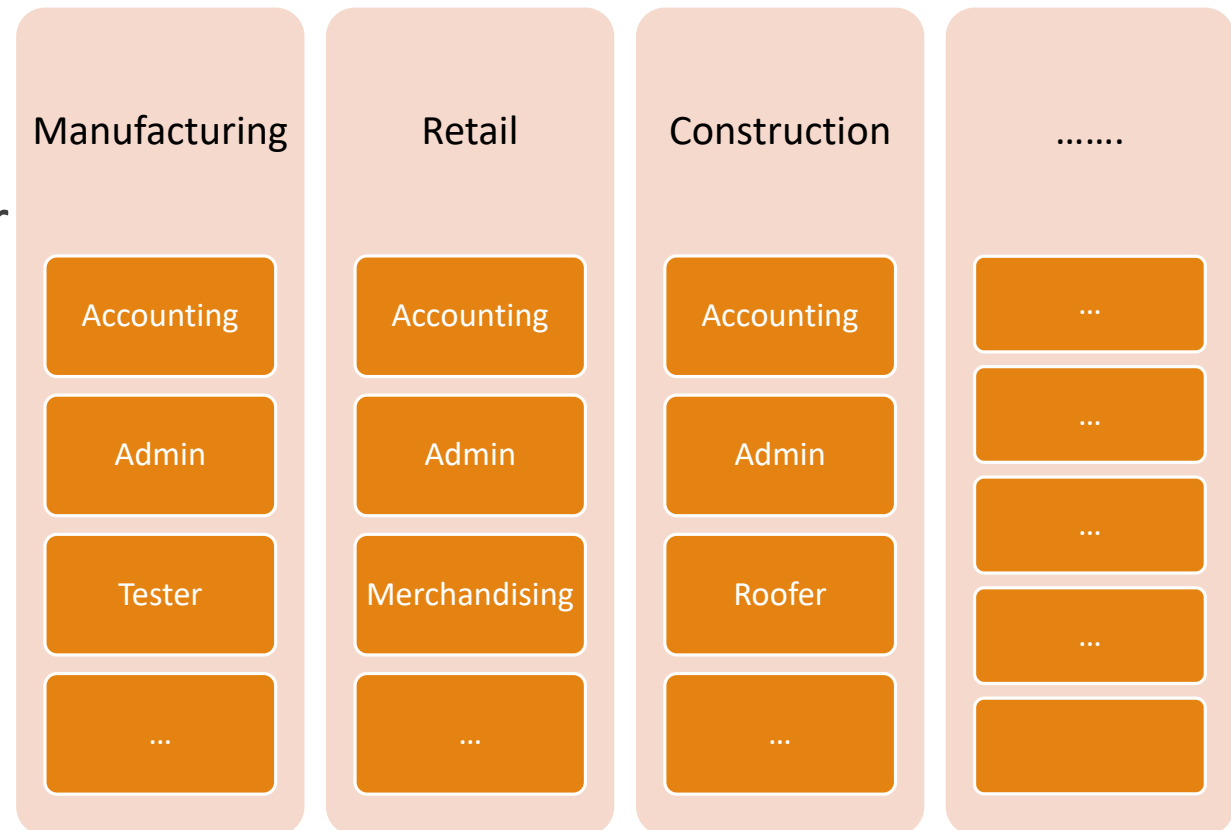 Manufacturing
Accounting
Admin
Tester
...
Retail
Accounting
Admin
Merchandising
...
Construction
Accounting
Admin
Roofer
...
.......
...
...
...
...
r